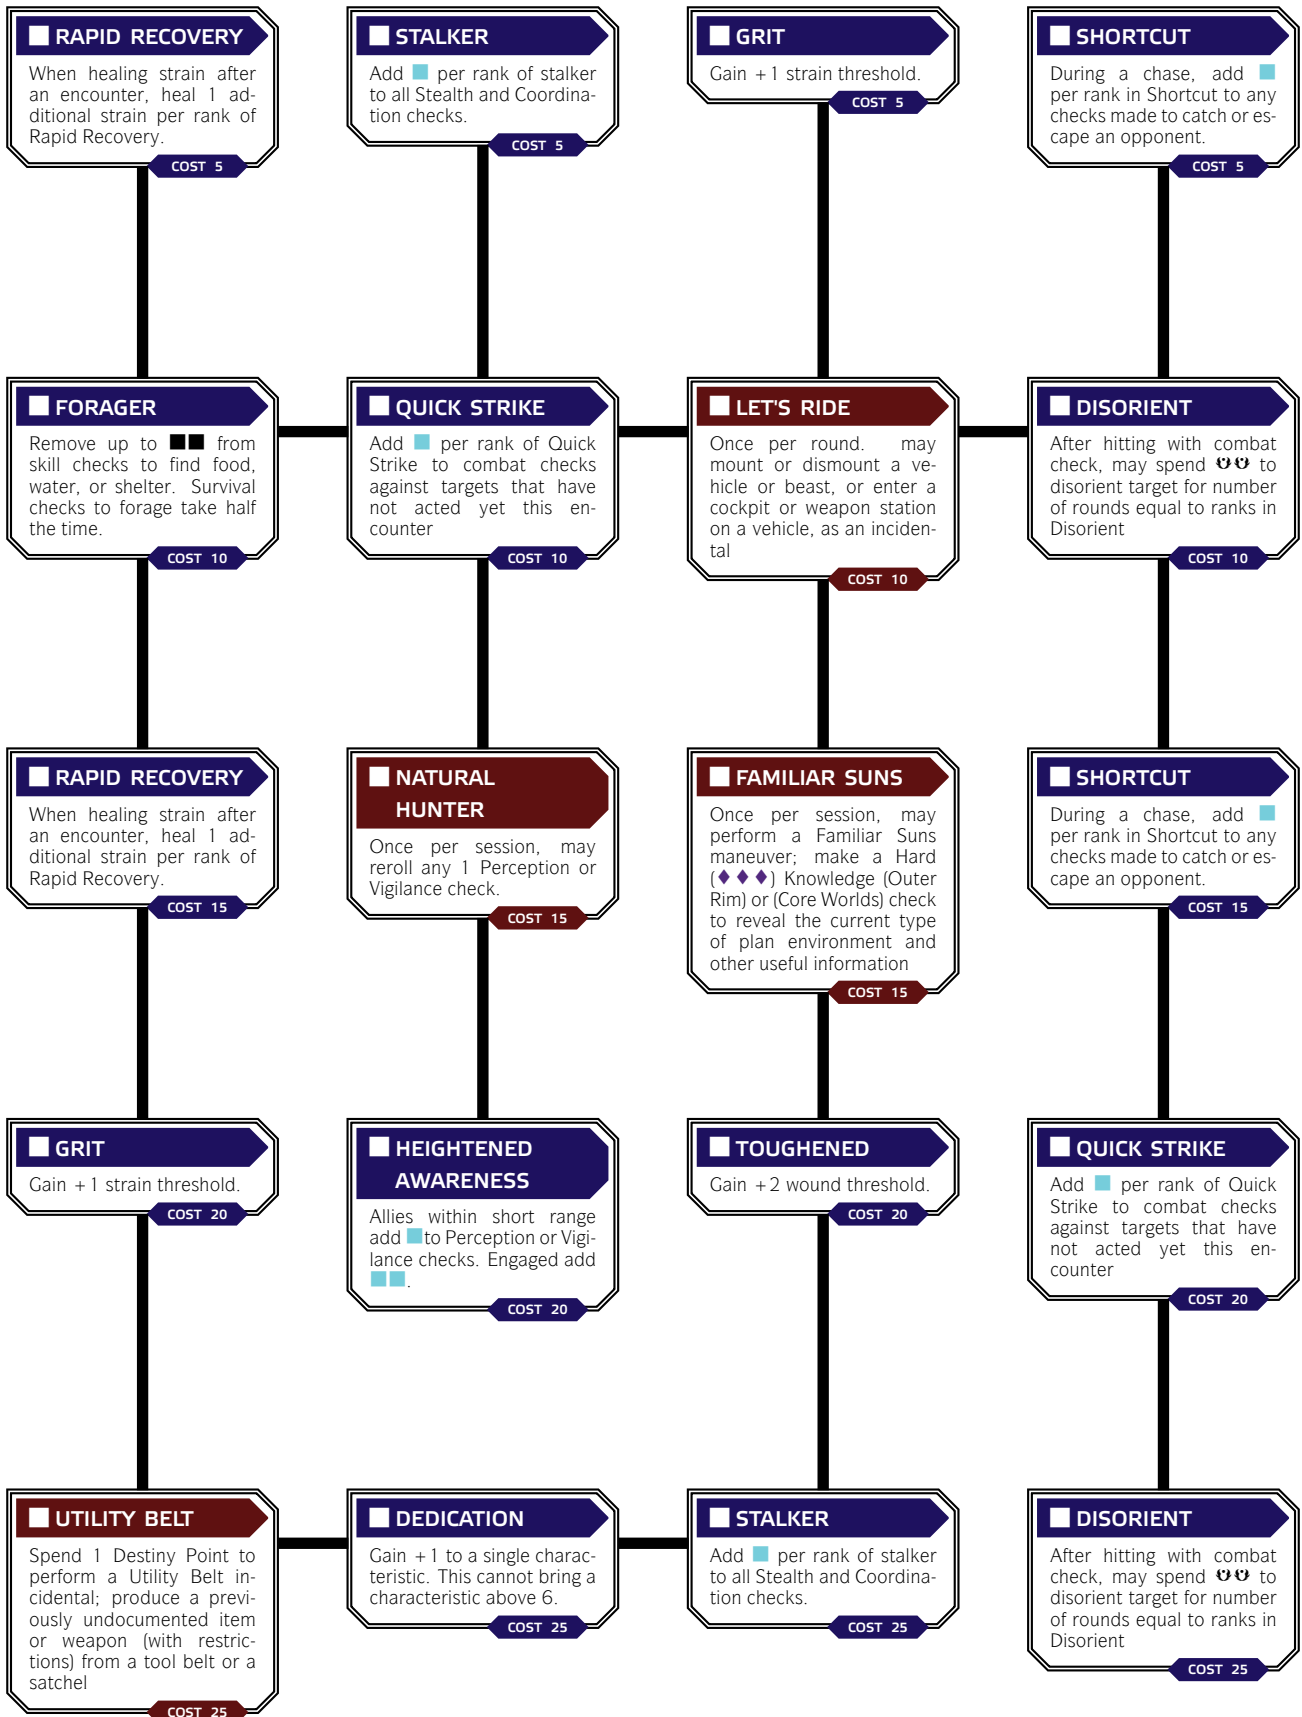 RAPID RECOVERY
When healing strain after
an encounter, heal 1 ad-
ditional strain per rank of
Rapid Recovery.
COST 5
STALKER
Add per rank of stalker
to all Stealth and Coordina-
tion checks.
COST 5
GRIT
Gain +1 strain threshold.
COST 5
SHORTCUT
During a chase, add
per rank in Shortcut to any
checks made to catch or es-
cape an opponent.
COST 5
FORAGER
Remove up to from
skill checks to find food,
water, or shelter. Survival
checks to forage take half
the time.
COST 10
QUICK STRIKE
Add per rank of Quick
Strike to combat checks
against targets that have
not acted yet this en-
counter
COST 10
LET'S RIDE
Once per round. may
mount or dismount a ve-
hicle or beast, or enter a
cockpit or weapon station
on a vehicle, as an inciden-
tal
COST 10
DISORIENT
After hitting with combat
check, may spend to
disorient target for number
of rounds equal to ranks in
Disorient
COST 10
RAPID RECOVERY
When healing strain after
an encounter, heal 1 ad-
ditional strain per rank of
Rapid Recovery.
COST 15
NATURAL
HUNTER
Once per session, may
reroll any 1 Perception or
Vigilance check.
COST 15
FAMILIAR SUNS
Once per session, may
perform a Familiar Suns
maneuver; make a Hard
(♦ ♦ ♦) Knowledge (Outer
Rim) or (Core Worlds) check
to reveal the current type
of plan environment and
other useful information
COST 15
SHORTCUT
During a chase, add
per rank in Shortcut to any
checks made to catch or es-
cape an opponent.
COST 15
GRIT
Gain +1 strain threshold.
COST 20
HEIGHTENED
AWARENESS
Allies within short range
add to Perception or Vigi-
lance checks. Engaged add
.
COST 20
TOUGHENED
Gain +2 wound threshold.
COST 20
QUICK STRIKE
Add per rank of Quick
Strike to combat checks
against targets that have
not acted yet this en-
counter
COST 20
UTILITY BELT
Spend 1 Destiny Point to
perform a Utility Belt in-
cidental; produce a previ-
ously undocumented item
or weapon (with restric-
tions) from a tool belt or a
satchel
COST 25
DEDICATION
Gain +1 to a single charac-
teristic. This cannot bring a
characteristic above 6.
COST 25
STALKER
Add per rank of stalker
to all Stealth and Coordina-
tion checks.
COST 25
DISORIENT
After hitting with combat
check, may spend to
disorient target for number
of rounds equal to ranks in
Disorient
COST 25